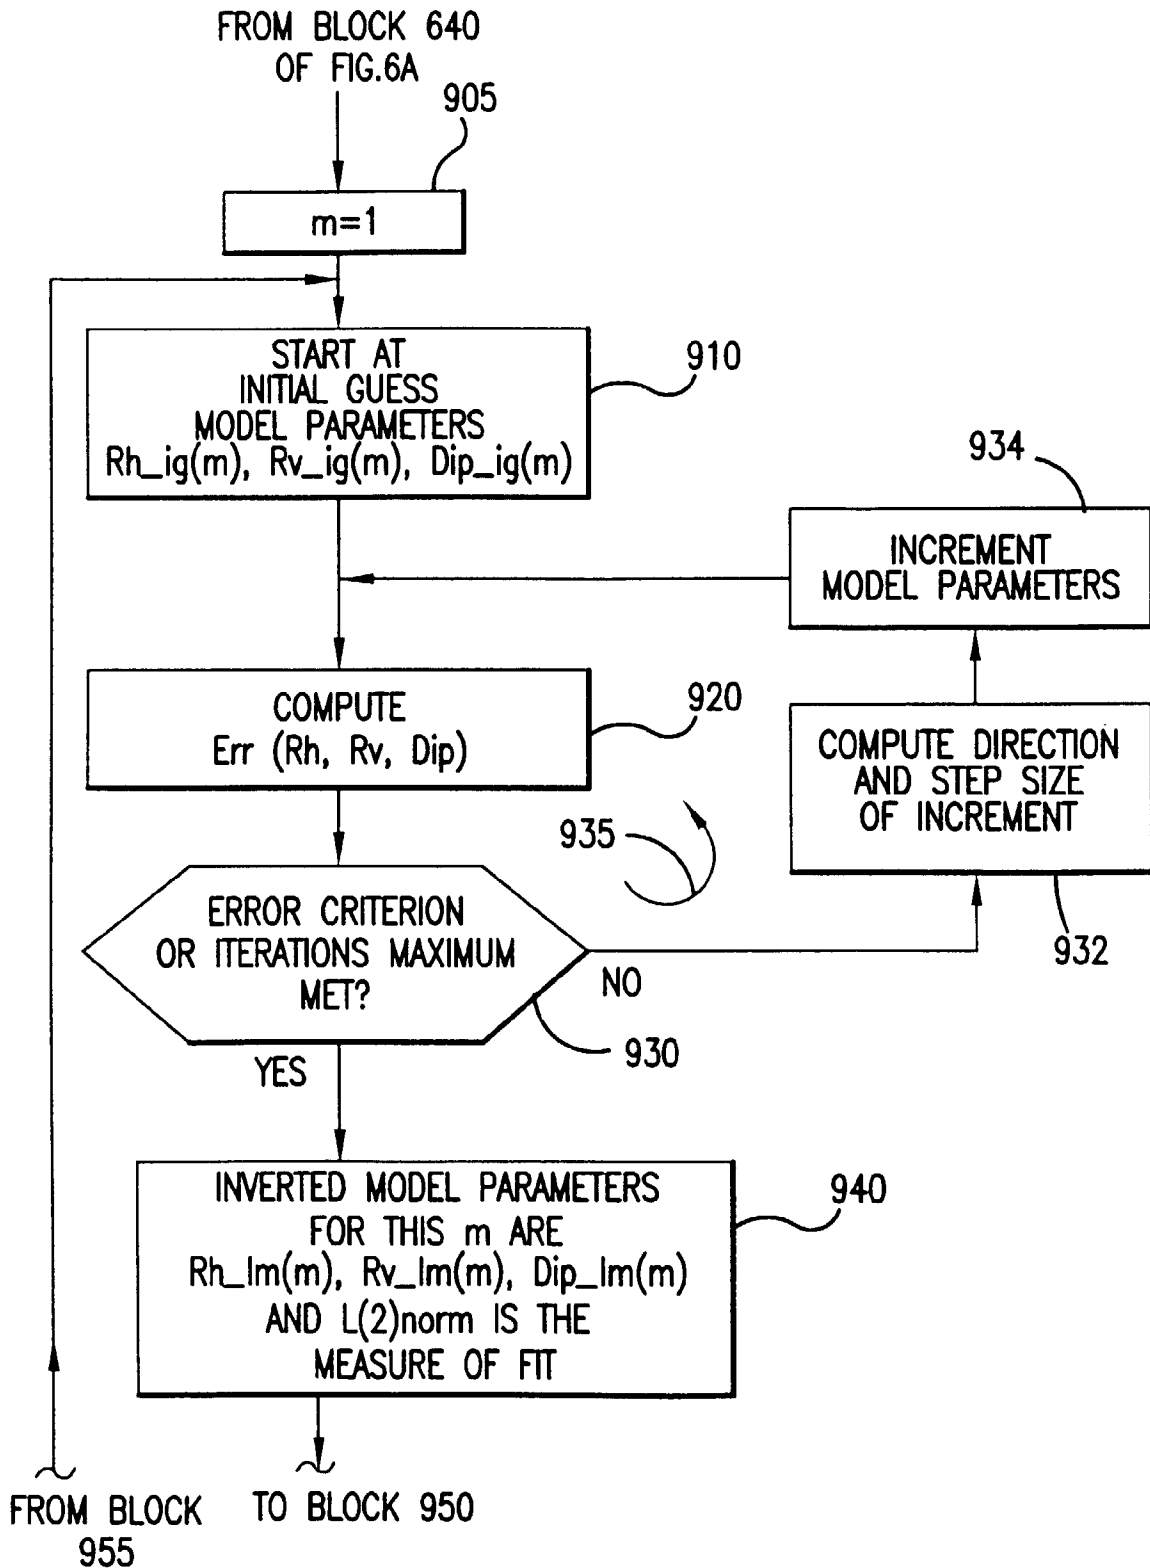 FROM BLOCK 640
OF FIG.6A
905
m=1
START AT
INITIAL GUESS
MODEL PARAMETERS
Rh_ig(m), Rv_ig(m), Dip_ig(m)
910
934
INCREMENT
MODEL PARAMETERS
COMPUTE
Err (Rh, Rv, Dip)
920
COMPUTE DIRECTION
AND STEP SIZE
OF INCREMENT
935
932
ERROR CRITERION
OR ITERATIONS MAXIMUM
MET?
NO
930
YES
INVERTED MODEL PARAMETERS
FOR THIS m ARE
Rh_lm(m), Rv_lm(m), Dip_lm(m)
AND L(2)norm IS THE
MEASURE OF FIT
940
FROM BLOCK
955
TO BLOCK 950